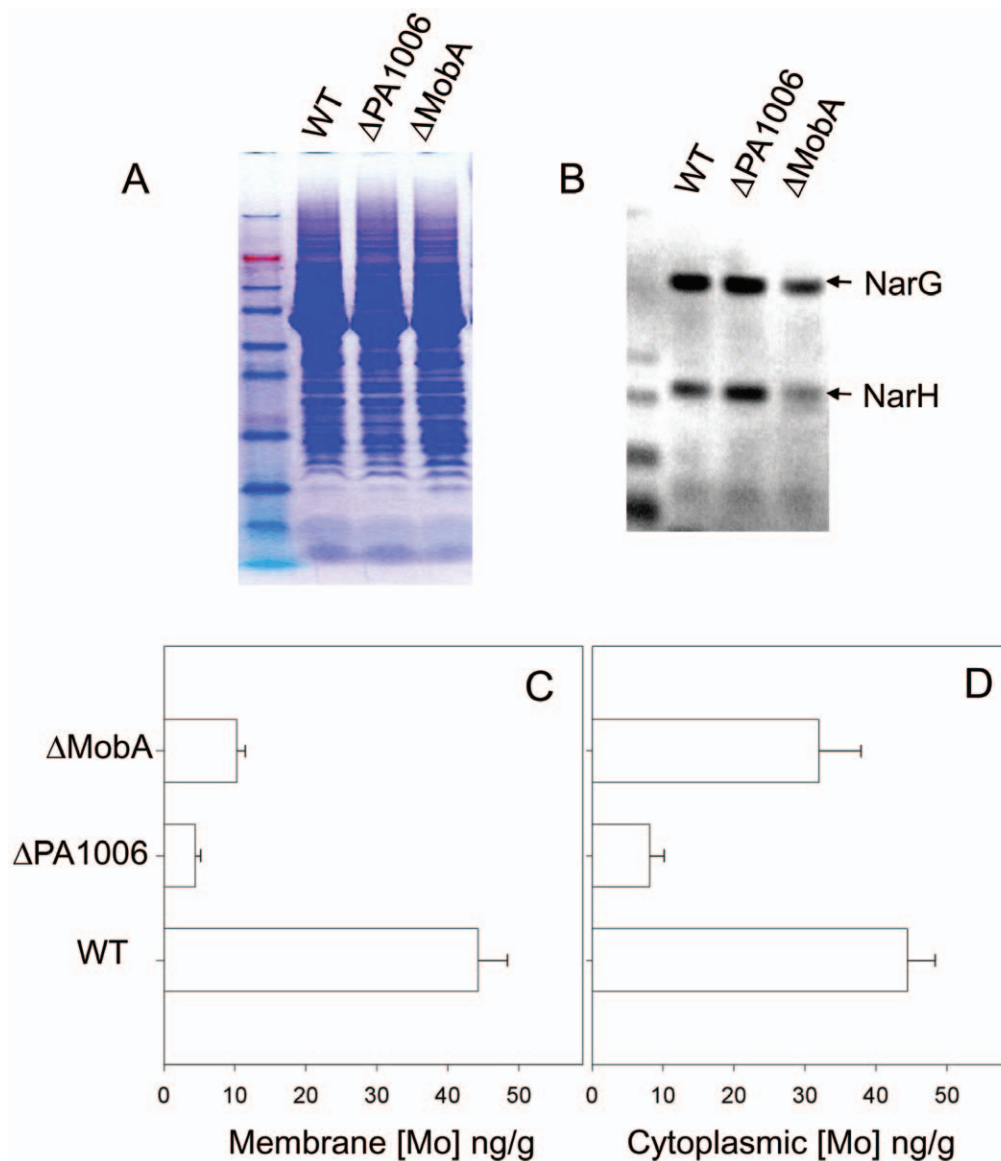 WT ΔPA1006 ΔMobA
A
WT ΔPA1006 ΔMobA
B
NarG
NarH
C
D
ΔMobA
ΔPA1006
WT
0 10 20 30 40 50
0 10 20 30 40 50
Membrane [Mo] ng/g
Cytoplasmic [Mo] ng/g